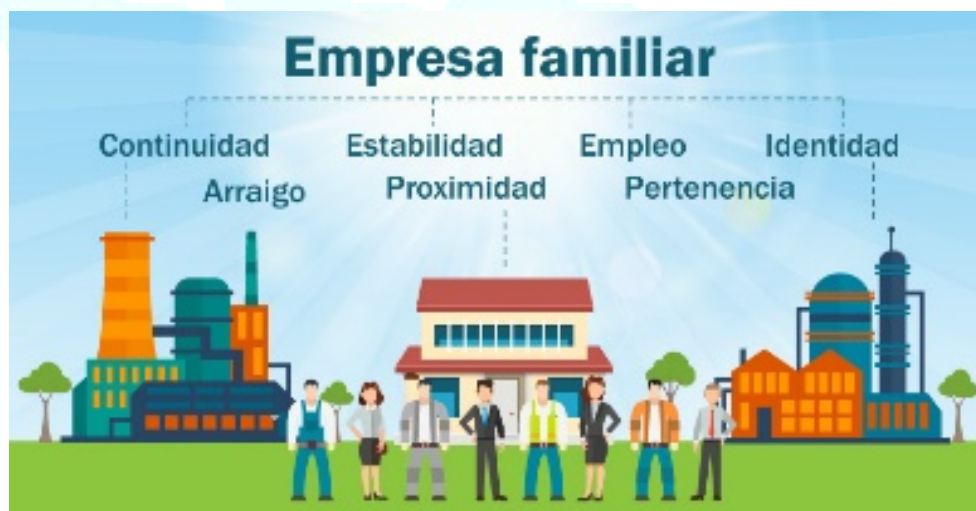 Empresa familiar
Continuidad Estabilidad Empleo Identidad
Arraigo Proximidad Pertenencia